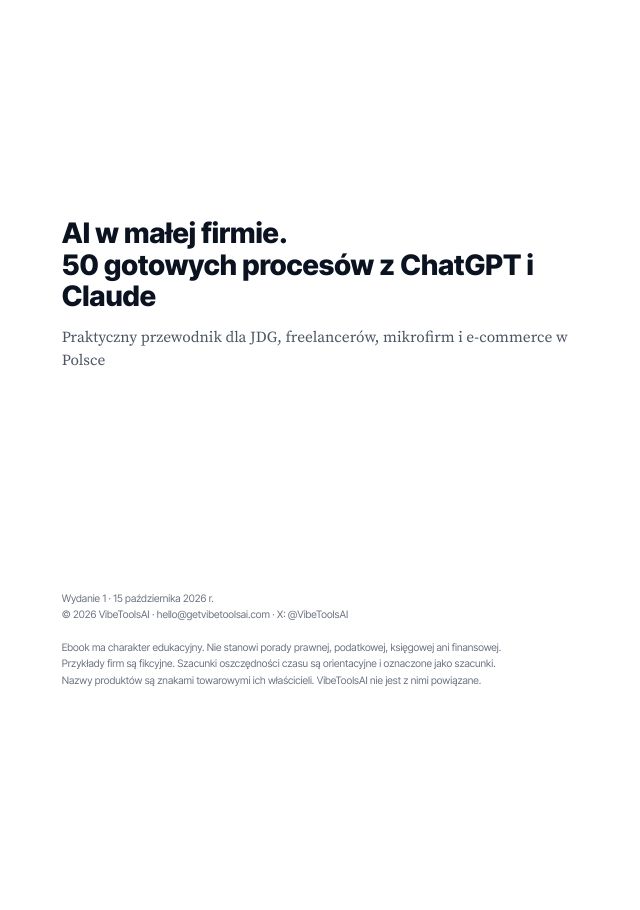 AI w małej firmie.
50 gotowych procesów z ChatGPT i
Claude
Praktyczny przewodnik dla JDG, freelancerów, mikrofirm i e-commerce w
Polsce
Wydanie 1 · 15 października 2026 r.
© 2026 VibeToolsAI · hello@getvibetoolsai.com · X: @VibeToolsAI
Ebook ma charakter edukacyjny. Nie stanowi porady prawnej, podatkowej, księgowej ani finansowej.
Przykłady firm są fikcyjne. Szacunki oszczędności czasu są orientacyjne i oznaczone jako szacunki.
Nazwy produktów są znakami towarowymi ich właścicieli. VibeToolsAI nie jest z nimi powiązane.